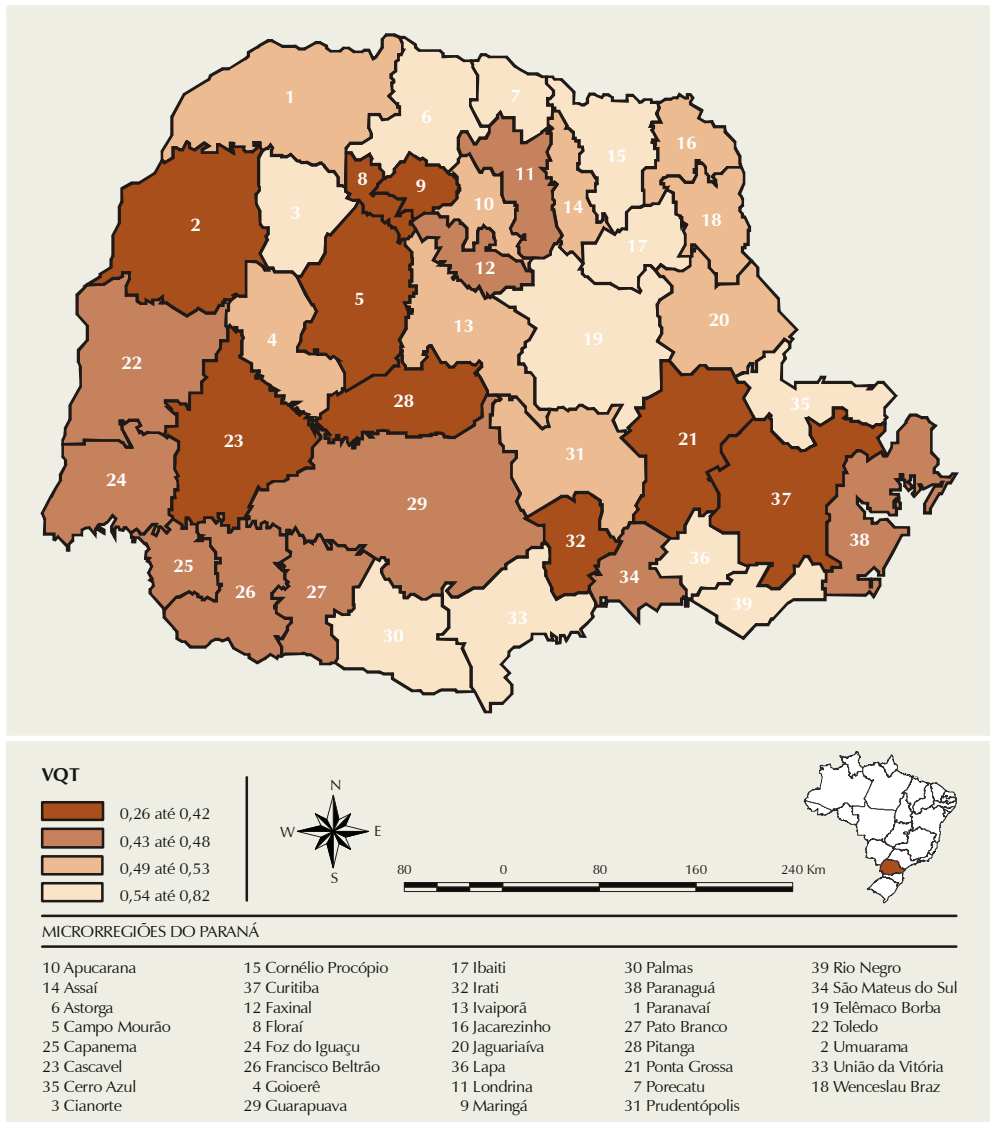 1
6
7
15
16
8
9
11
10
14
2
3
18
17
12
5
13
20
4
19
22
28
35
23
21
31
24
29
37
32
38
36
25
34
26
27
39
33
30
VQT
0,26 até 0,42
0,43 até 0,48
0,49 até 0,53
0,54 até 0,82
N
W E
S
80 0 80 160 240 Km
MICRORREGIÕES DO PARANÁ
10 Apucarana
14 Assaí
6 Astorga
5 Campo Mourão
25 Capanema
23 Cascavel
35 Cerro Azul
3 Cianorte
15 Cornélio Procópio
37 Curitiba
12 Faxinal
8 Floraí
24 Foz do Iguaçu
26 Francisco Beltrão
4 Goioerê
29 Guarapuava
17 Ibaiti
32 Irati
13 Ivaiporã
16 Jacarezinho
20 Jaguariaíva
36 Lapa
11 Londrina
9 Maringá
30 Palmas
38 Paranaguá
1 Paranavaí
27 Pato Branco
28 Pitanga
21 Ponta Grossa
7 Porecatu
31 Prudentópolis
39 Rio Negro
34 São Mateus do Sul
19 Telêmaco Borba
22 Toledo
2 Umuarama
33 União da Vitória
18 Wenceslau Braz